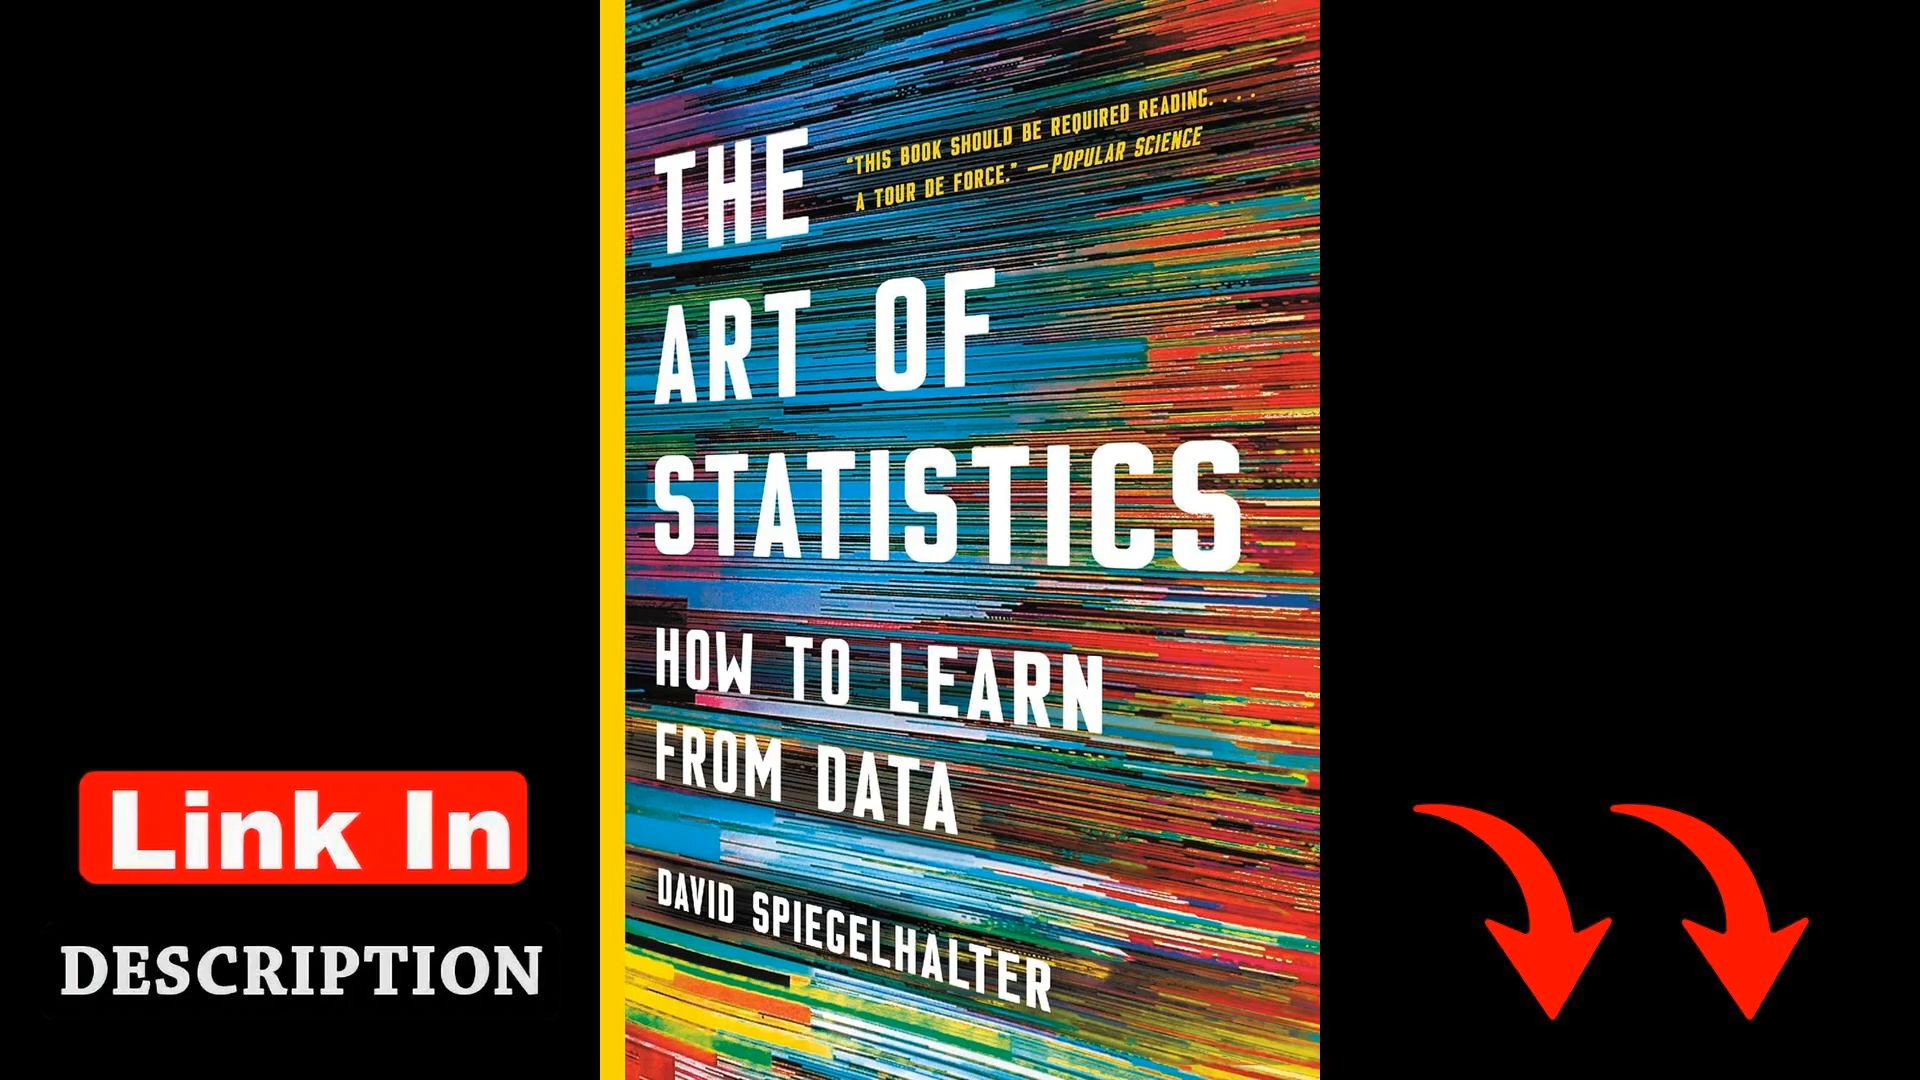 THE
ART OF
STATISTICS
“THIS BOOK SHOULD BE REQUIRED READING. . . .
A TOUR DE FORCE.” —POPULAR SCIENCE
HOW TO LEARN
FROM DATA
DAVID SPIEGELHALTER
Link In
DESCRIPTION